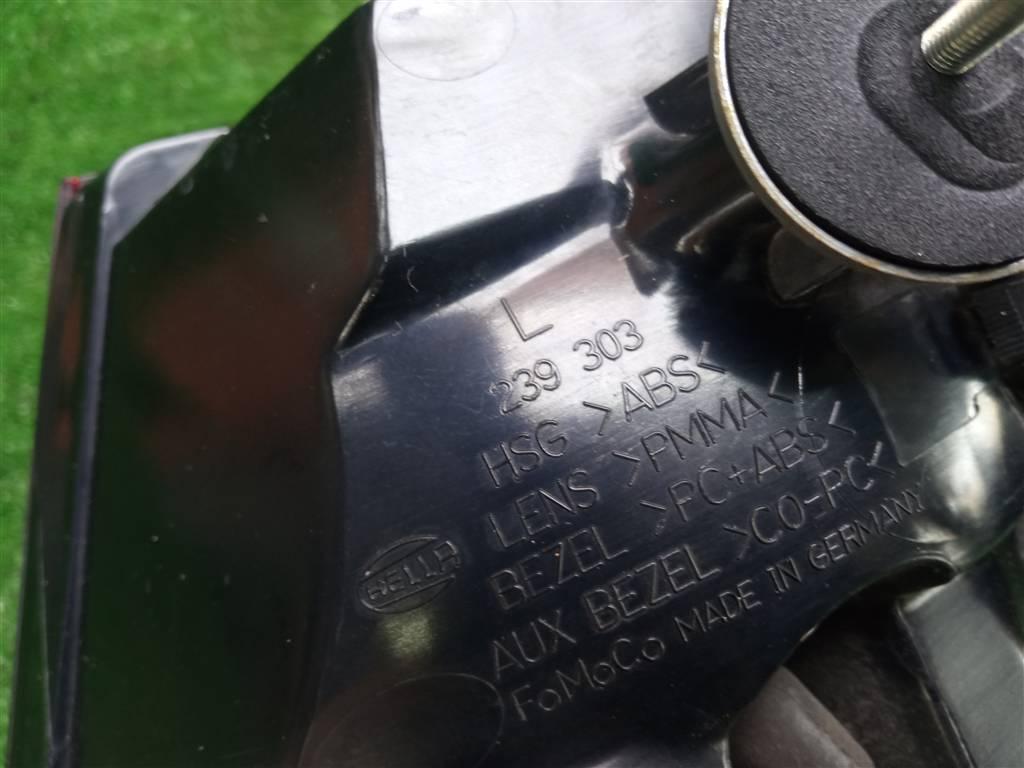 L
239 303
HSG >ABS<
LENS >PMMA<
BEZEL >PC+ABS<
AUX BEZEL >CO-PC<
HELLA
FoMoCo MADE IN GERMANY